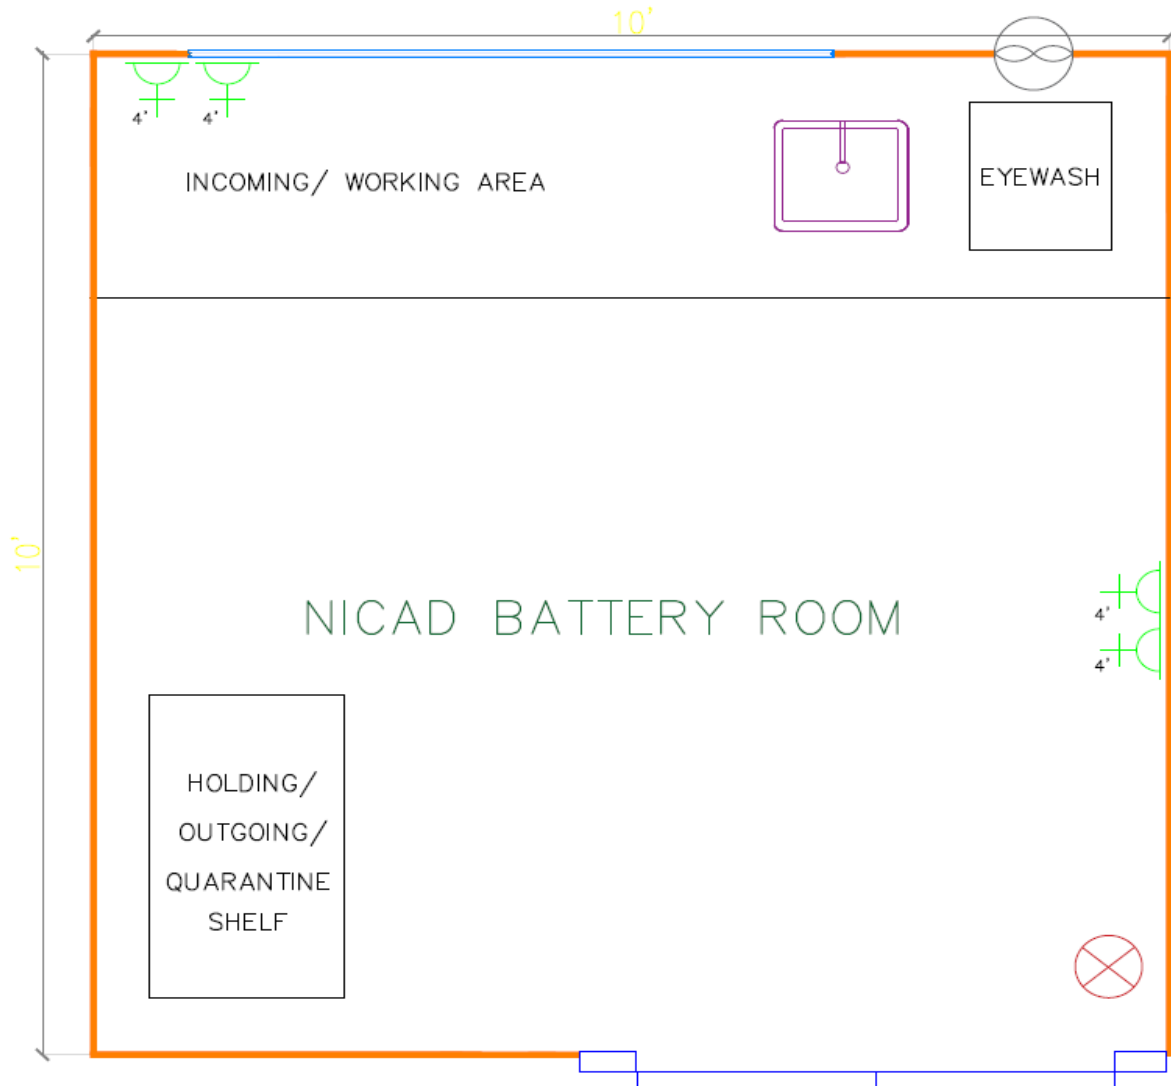 10'
4' 4'
INCOMING/ WORKING AREA
EYEWASH
10'
NICAD BATTERY ROOM
4'
4'
HOLDING/
OUTGOING/
QUARANTINE
SHELF